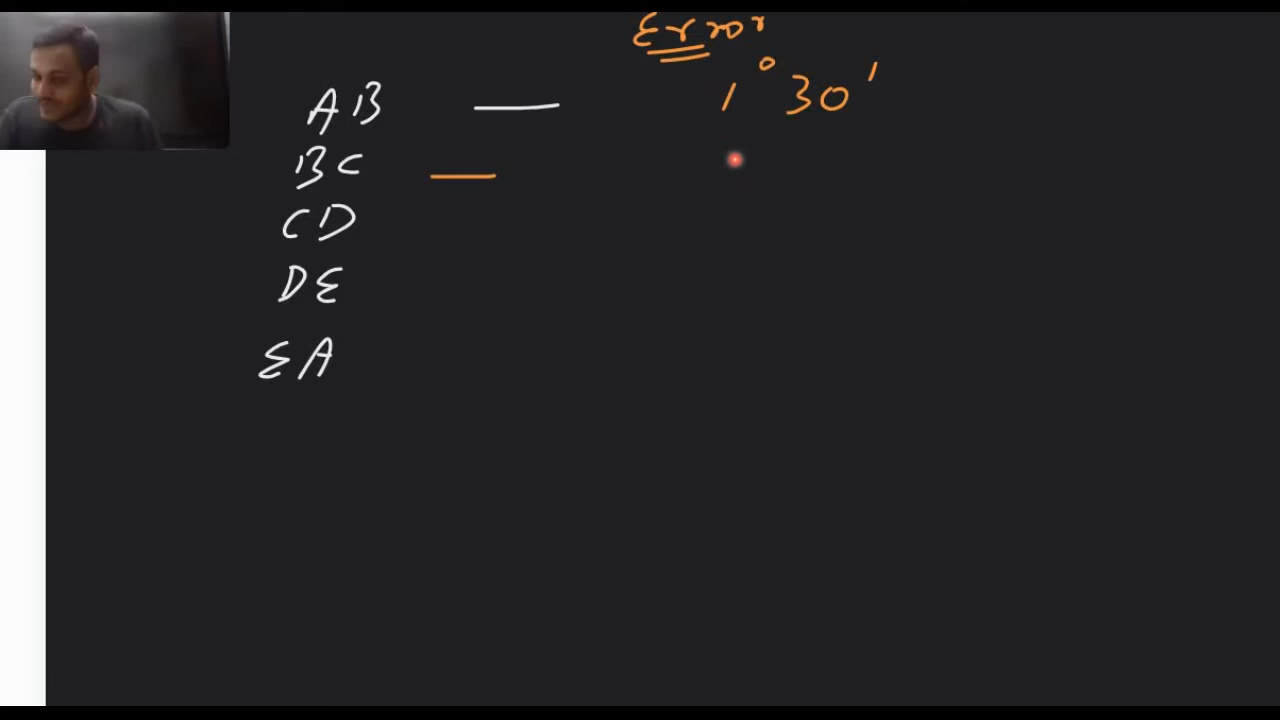 Error
AB — 1° 30'
BC —
CD
DE
EA